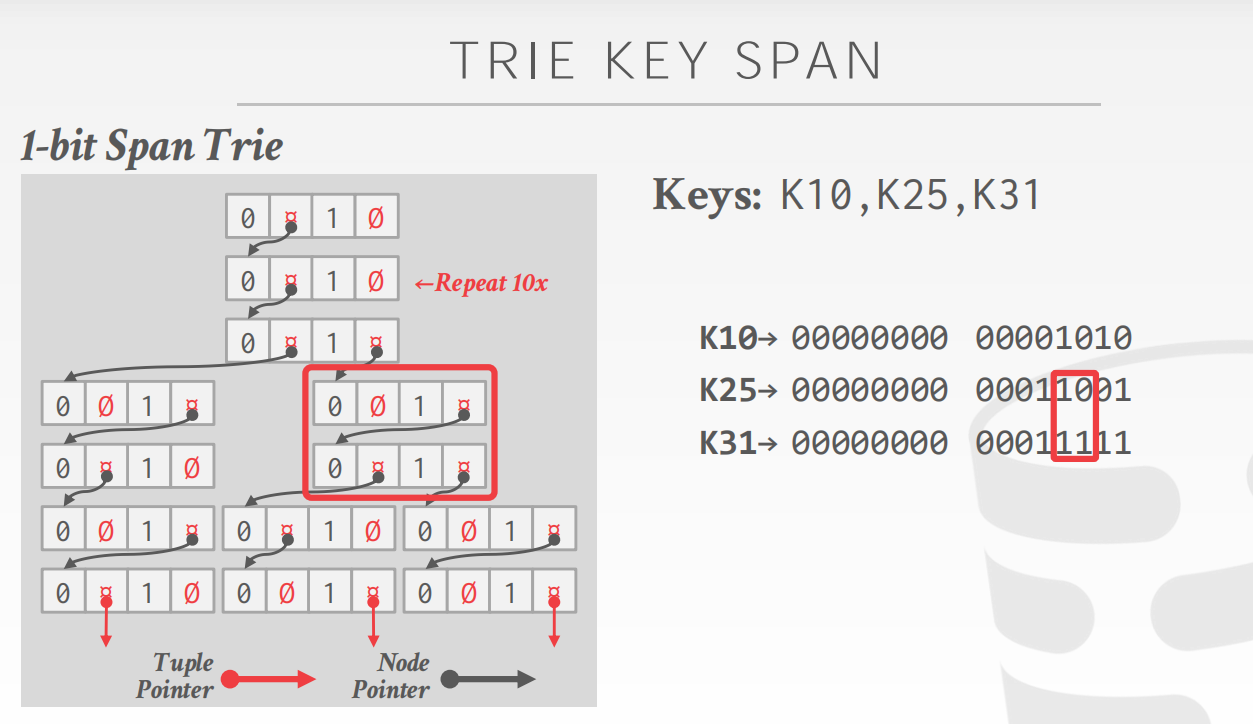 TRIE KEY SPAN
1-bit Span Trie
Keys: K10,K25,K31
0 ¤ 1 Ø
0 ¤ 1 Ø ←Repeat 10x
0 ¤ 1 ¤
0 Ø 1 ¤ 0 Ø 1 ¤
0 ¤ 1 Ø 0 ¤ 1 ¤
0 Ø 1 ¤ 0 ¤ 1 Ø 0 Ø 1 ¤
0 ¤ 1 Ø 0 Ø 1 ¤ 0 Ø 1 ¤
Tuple
Pointer
Node
Pointer
K10→ 00000000 00001010
K25→ 00000000 00011001
K31→ 00000000 00011111